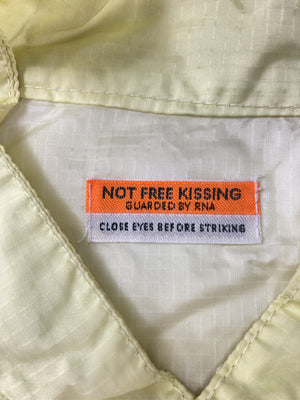 NOT FREE KISSING
GUARDED BY RNA
CLOSE EYES BEFORE STRIKING